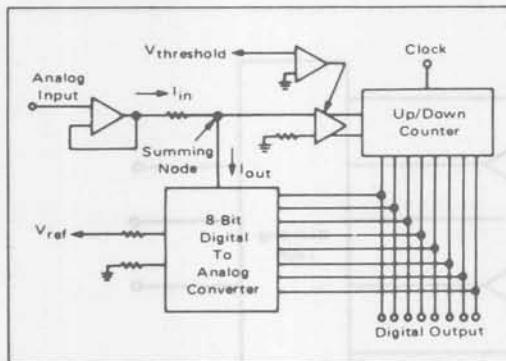 Vthreshold
Clock
Analog
Input
Iin
Up/Down
Counter
Summing
Node
Iout
8-Bit
Digital
To
Analog
Converter
Vref
Digital Output